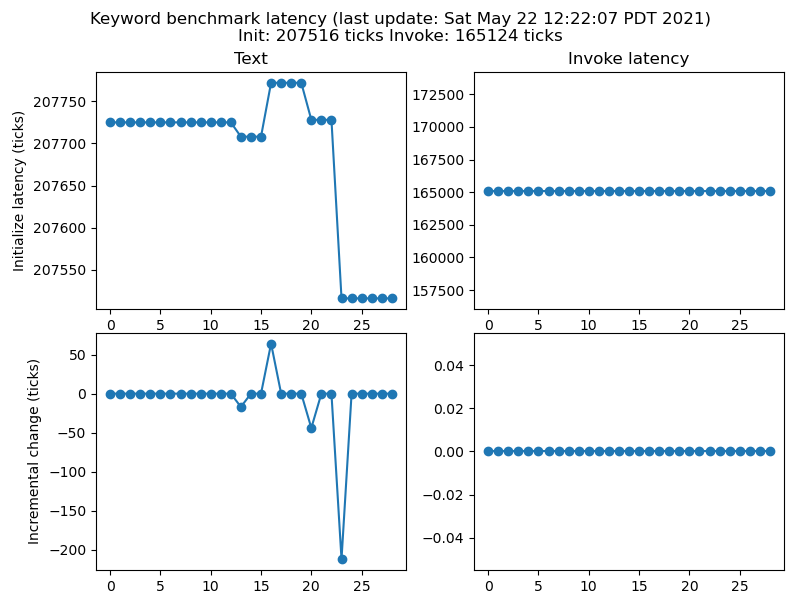 Keyword benchmark latency (last update: Sat May 22 12:22:07 PDT 2021)
Init: 207516 ticks Invoke: 165124 ticks
Text
Invoke latency
Initialize latency (ticks)
207750
207700
207650
207600
207550
0 5 10 15 20 25
172500
170000
167500
165000
162500
160000
157500
0 5 10 15 20 25
Incremental change (ticks)
50
0
−50
−100
−150
−200
0 5 10 15 20 25
0.04
0.02
0.00
−0.02
−0.04
0 5 10 15 20 25